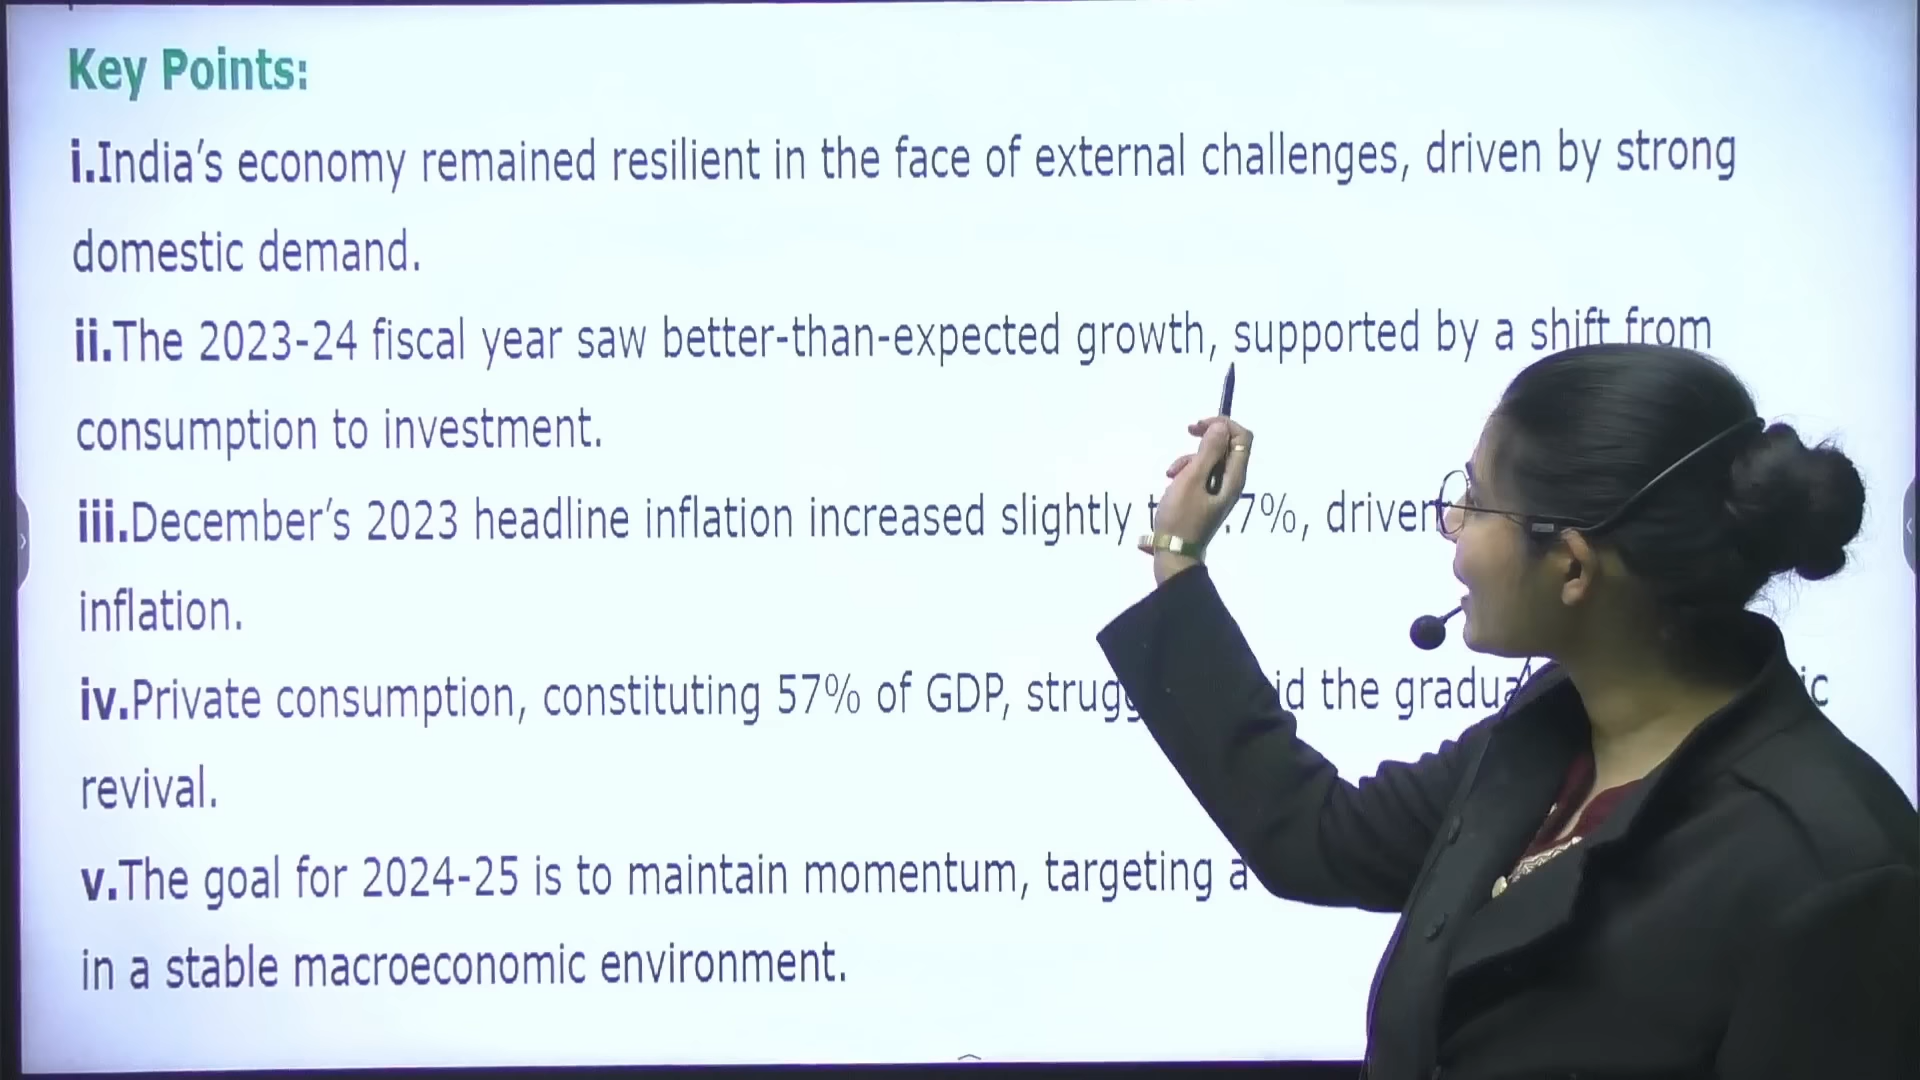 Key Points:
i.India’s economy remained resilient in the face of external challenges, driven by strong
domestic demand.
ii.The 2023-24 fiscal year saw better-than-expected growth, supported by a shift from
consumption to investment.
iii.December’s 2023 headline inflation increased slightly .7%, driven
inflation.
iv.Private consumption, constituting 57% of GDP, the
revival.
v.The goal for 2024-25 is to maintain momentum, targeting a
in a stable macroeconomic environment.